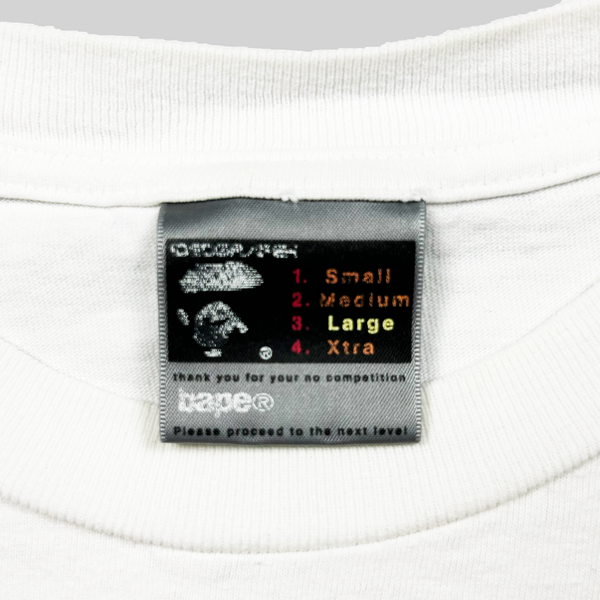 1. Small
2. Medium
3. Large
4. Xtra
®
thank you for your no competition
bape®
Please proceed to the next level